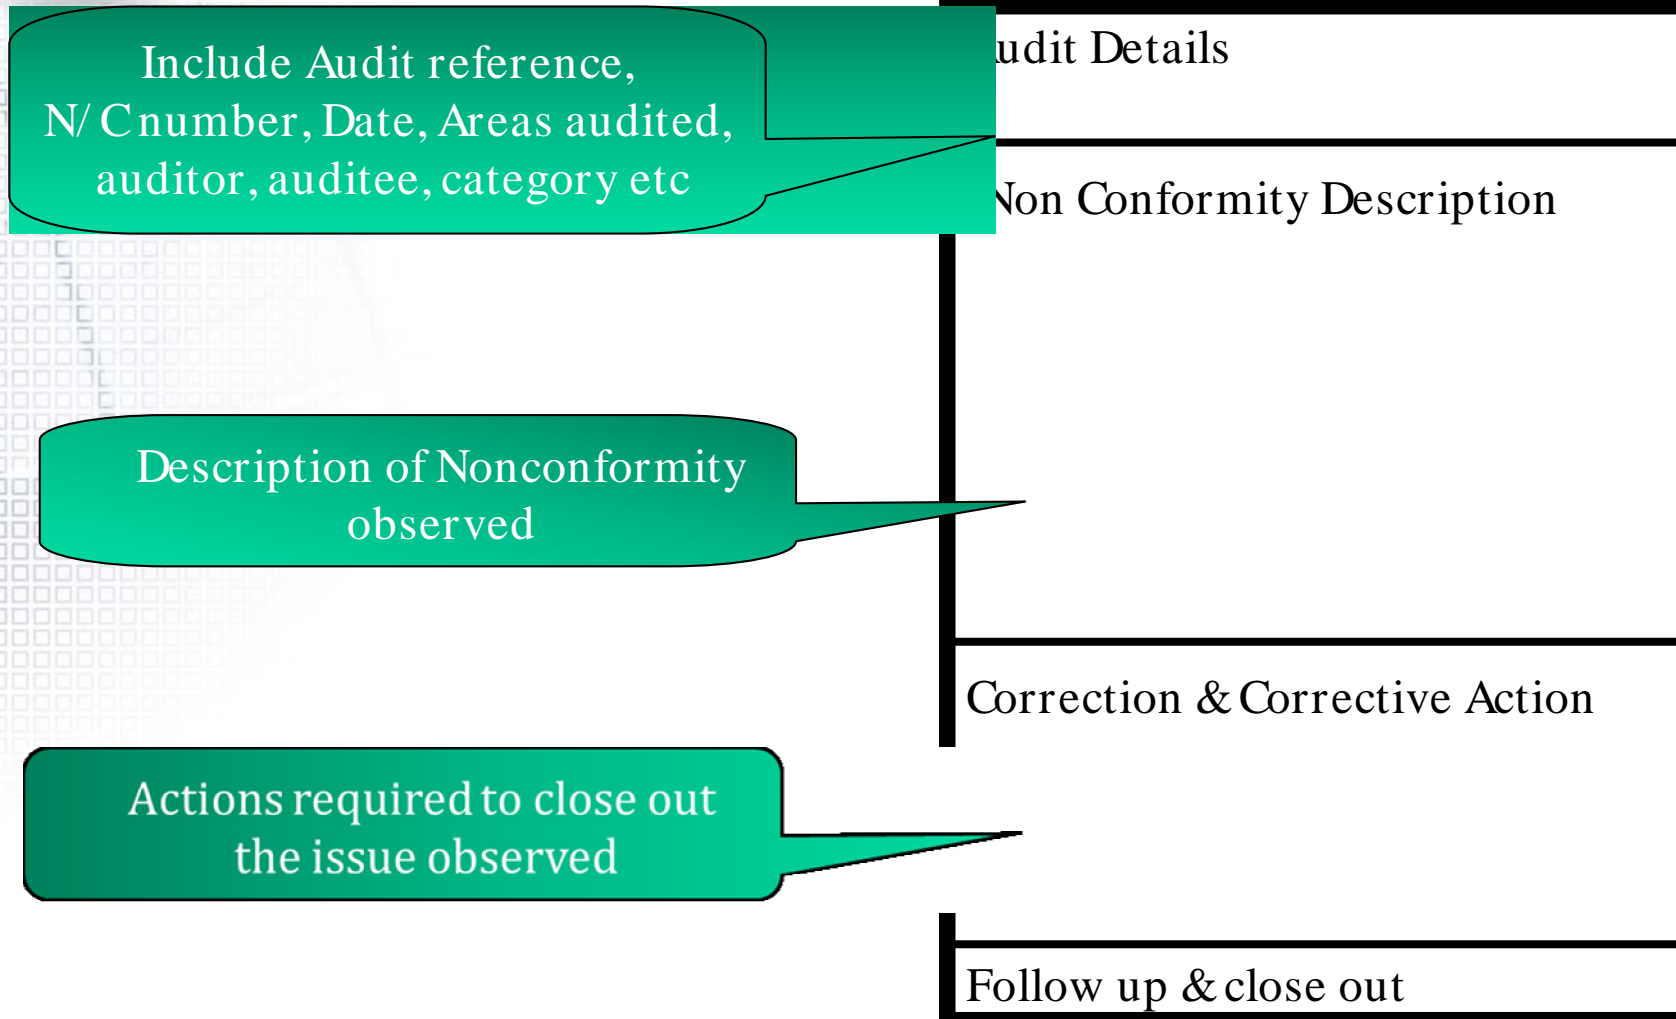 Include Audit reference,
N/ C number, Date, Areas audited,
auditor, auditee, category etc
udit Details
Non Conformity Description
Description of Nonconformity
observed
Correction & Corrective Action
Actions required to close out
the issue observed
Follow up & close out